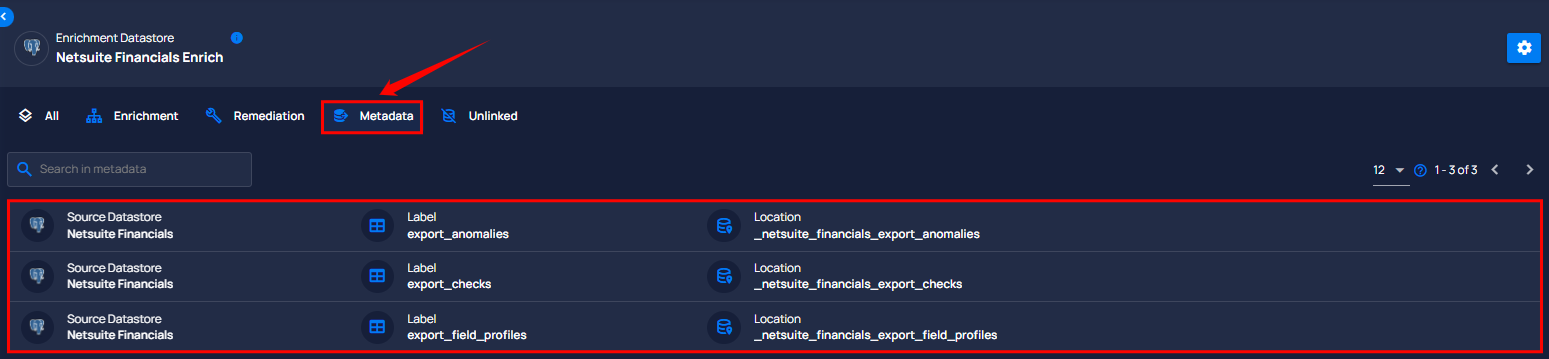 Enrichment Datastore
Netsuite Financials Enrich
All Enrichment Remediation Metadata Unlinked
Search in metadata
12 1 - 3 of 3
Source Datastore Label Location
Netsuite Financials export_anomalies _netsuite_financials_export_anomalies
Source Datastore Label Location
Netsuite Financials export_checks _netsuite_financials_export_checks
Source Datastore Label Location
Netsuite Financials export_field_profiles _netsuite_financials_export_field_profiles